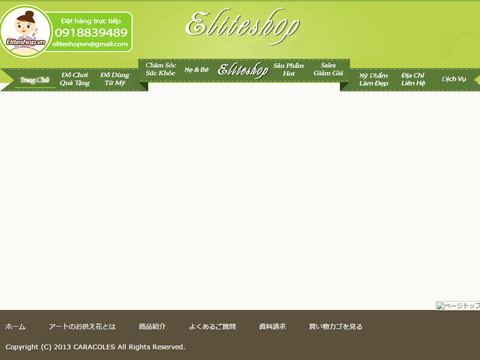 Đặt hàng trực tiếp
0918839489
eliteshopvn@gmail.com
Eliteshop.vn
Eliteshop
Trang Chủ
Đồ Chơi
Quà Tặng
Đồ Dùng
Từ Mỹ
Chăm Sóc
Sức Khỏe
Mẹ & Bé
Eliteshop
Sản Phẩm
Hot
Sales
Giảm Giá
Mỹ Phẩm
Làm Đẹp
Địa Chỉ
Liên Hệ
Dịch Vụ
ページトップ
ホーム アートのお供え花とは 商品紹介 よくあるご質問 資料請求 買い物カゴを見る
Copyright (C) 2013 CARACOLES All Rights Reserved.